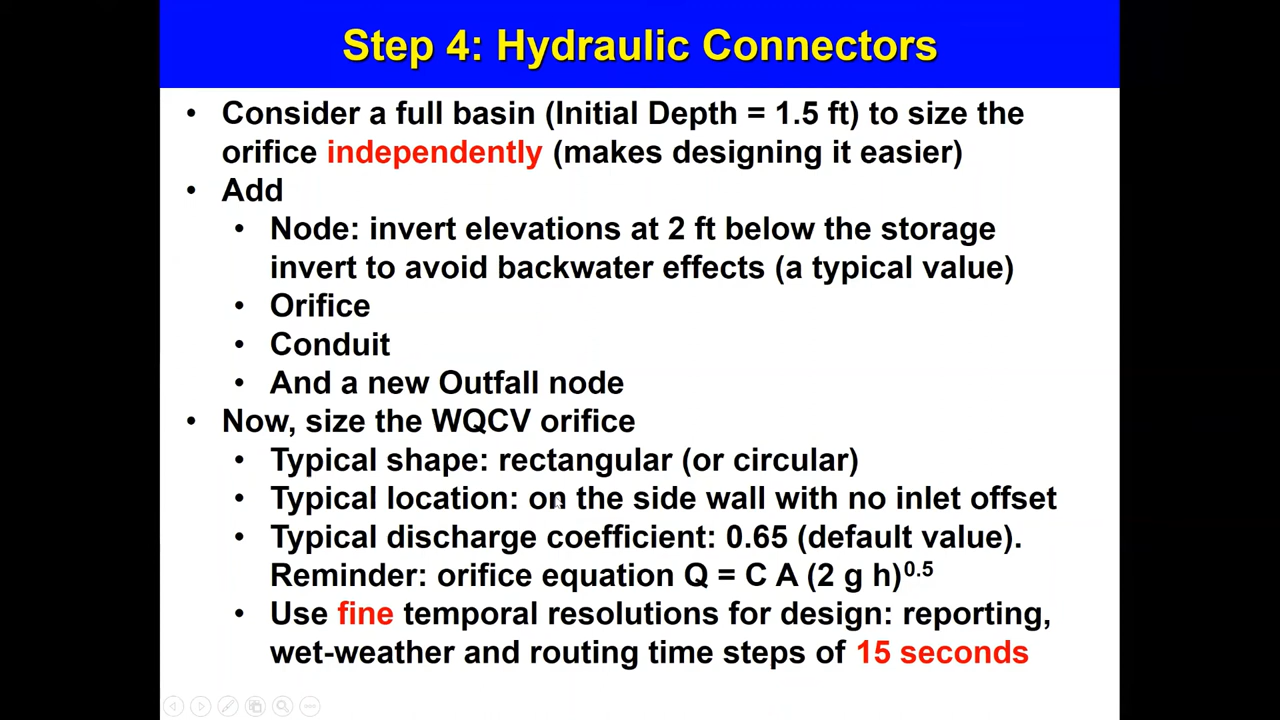 Step 4: Hydraulic Connectors
• Consider a full basin (Initial Depth = 1.5 ft) to size the
orifice independently (makes designing it easier)
• Add
• Node: invert elevations at 2 ft below the storage
invert to avoid backwater effects (a typical value)
• Orifice
• Conduit
• And a new Outfall node
• Now, size the WQCV orifice
• Typical shape: rectangular (or circular)
• Typical location: on the side wall with no inlet offset
• Typical discharge coefficient: 0.65 (default value).
Reminder: orifice equation Q = C A (2 g h)^0.5
• Use fine temporal resolutions for design: reporting,
wet-weather and routing time steps of 15 seconds